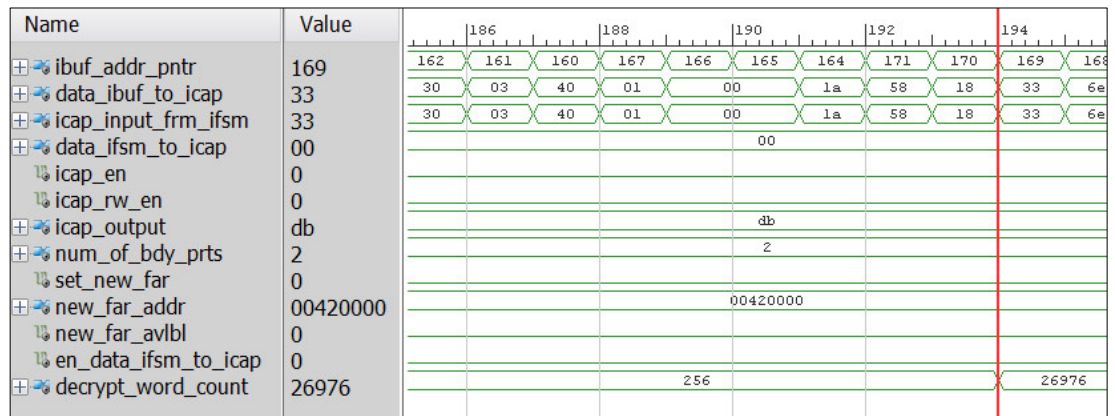 Name Value 186 188 190 192 194
ibuf_addr_pntr 169 162 161 160 167 166 165 164 171 170 169 168
data_ibuf_to_icap 33 30 03 40 01 00 1a 58 18 33 6e
icap_input_frm_ifsm 33 30 03 40 01 00 1a 58 18 33 6e
data_ifsm_to_icap 00 00
icap_en 0
icap_rw_en 0
icap_output db db
num_of_bdy_prts 2 2
set_new_far 0
new_far_addr 00420000 00420000
new_far_avlbl 0
en_data_ifsm_to_icap 0
decrypt_word_count 26976 256 26976